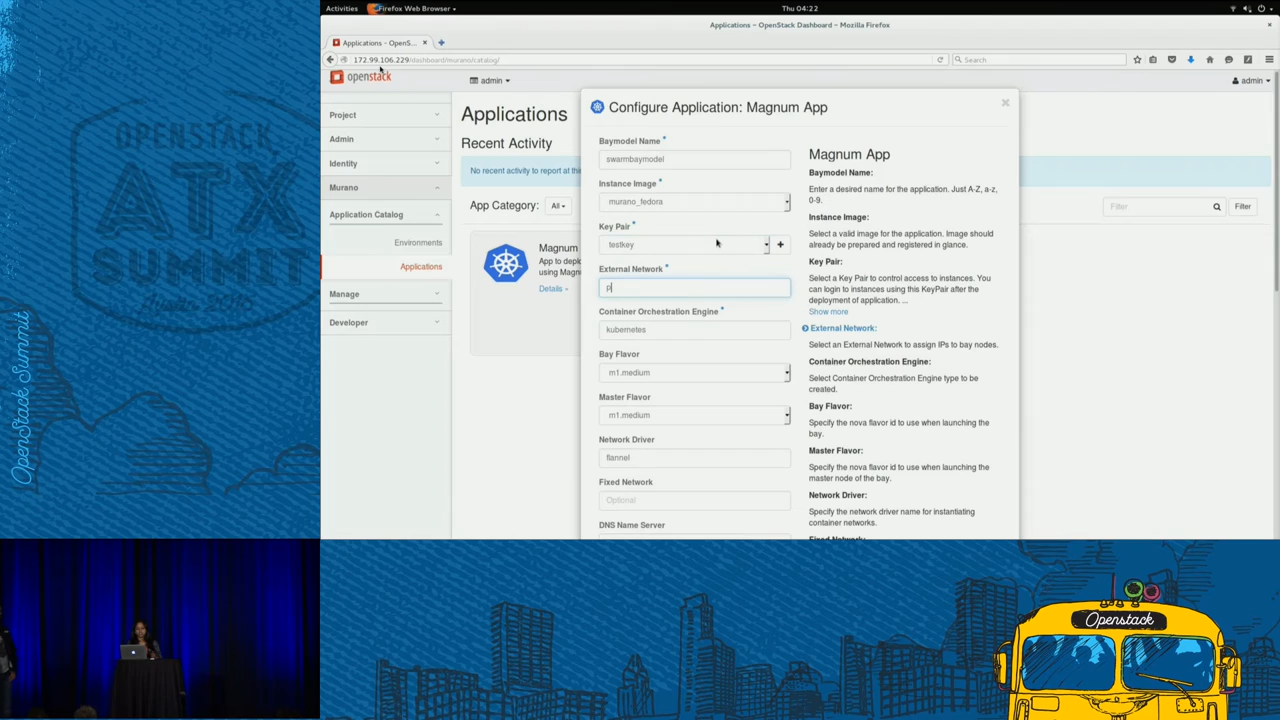 Activities
Firefox Web Browser
Thu 04:22
Applications - OpenStack Dashboard - Mozilla Firefox
Applications - OpenS...
172.99.106.229/dashboard/murano/catalog/
Search
openstack
admin
admin
Project
Admin
Identity
Murano
Application Catalog
Environments
Applications
Manage
Developer
Applications
Recent Activity
No recent activity to report at this
App Category:
All
Filter
Filter
Magnum
App to deploy
using Magnu
Details
Configure Application: Magnum App
Baymodel Name *
swarmbaymodel
Instance Image *
murano_fedora
Key Pair *
testkey
External Network *
p
Container Orchestration Engine *
kubernetes
Bay Flavor
m1.medium
Master Flavor
m1.medium
Network Driver
flannel
Fixed Network
Optional
DNS Name Server
Magnum App
Baymodel Name:
Enter a desired name for the application. Just A-Z, a-z,
0-9.
Instance Image:
Select a valid image for the application. Image should
already be prepared and registered in glance.
Key Pair:
Select a Key Pair to control access to instances. You
can login to instances using this KeyPair after the
deployment of application. ...
Show more
External Network:
Select an External Network to assign IPs to bay nodes.
Container Orchestration Engine:
Select Container Orchestration Engine type to be
created.
Bay Flavor:
Specify the nova flavor id to use when launching the
bay.
Master Flavor:
Specify the nova flavor id to use when launching the
master node of the bay.
Network Driver:
Specify the network driver name for instantiating
container networks.
Fixed Network:
OPENSTACK
ATX
SUMMIT
OpenStack Summit
Openstack